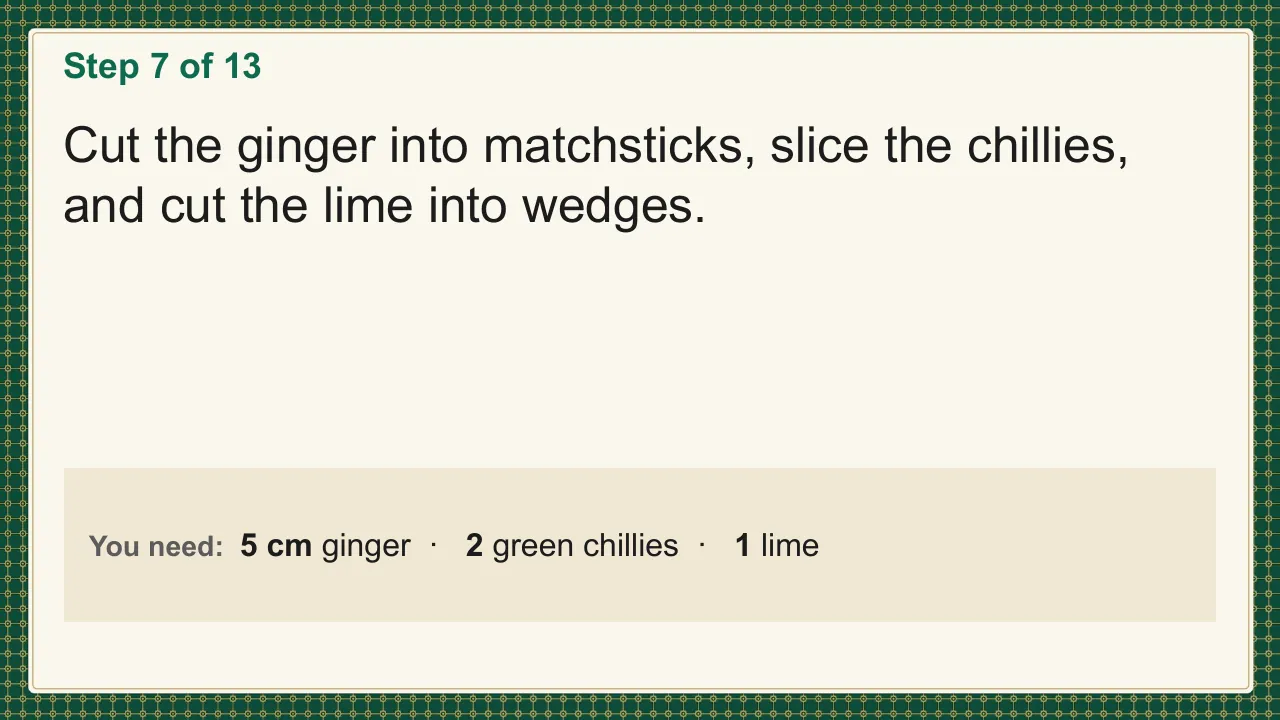 Step 7 of 13
Cut the ginger into matchsticks, slice the chillies,
and cut the lime into wedges.
You need: 5 cm ginger · 2 green chillies · 1 lime